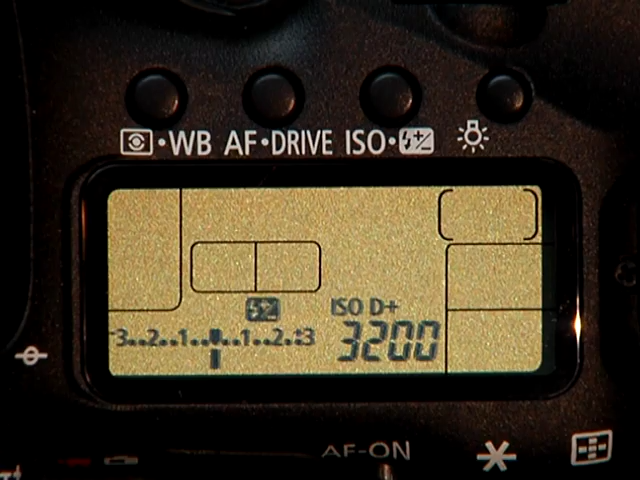 WB AF•DRIVE ISO•
ISO D+
3..2..1..0..1..2..3
3200
AF-ON